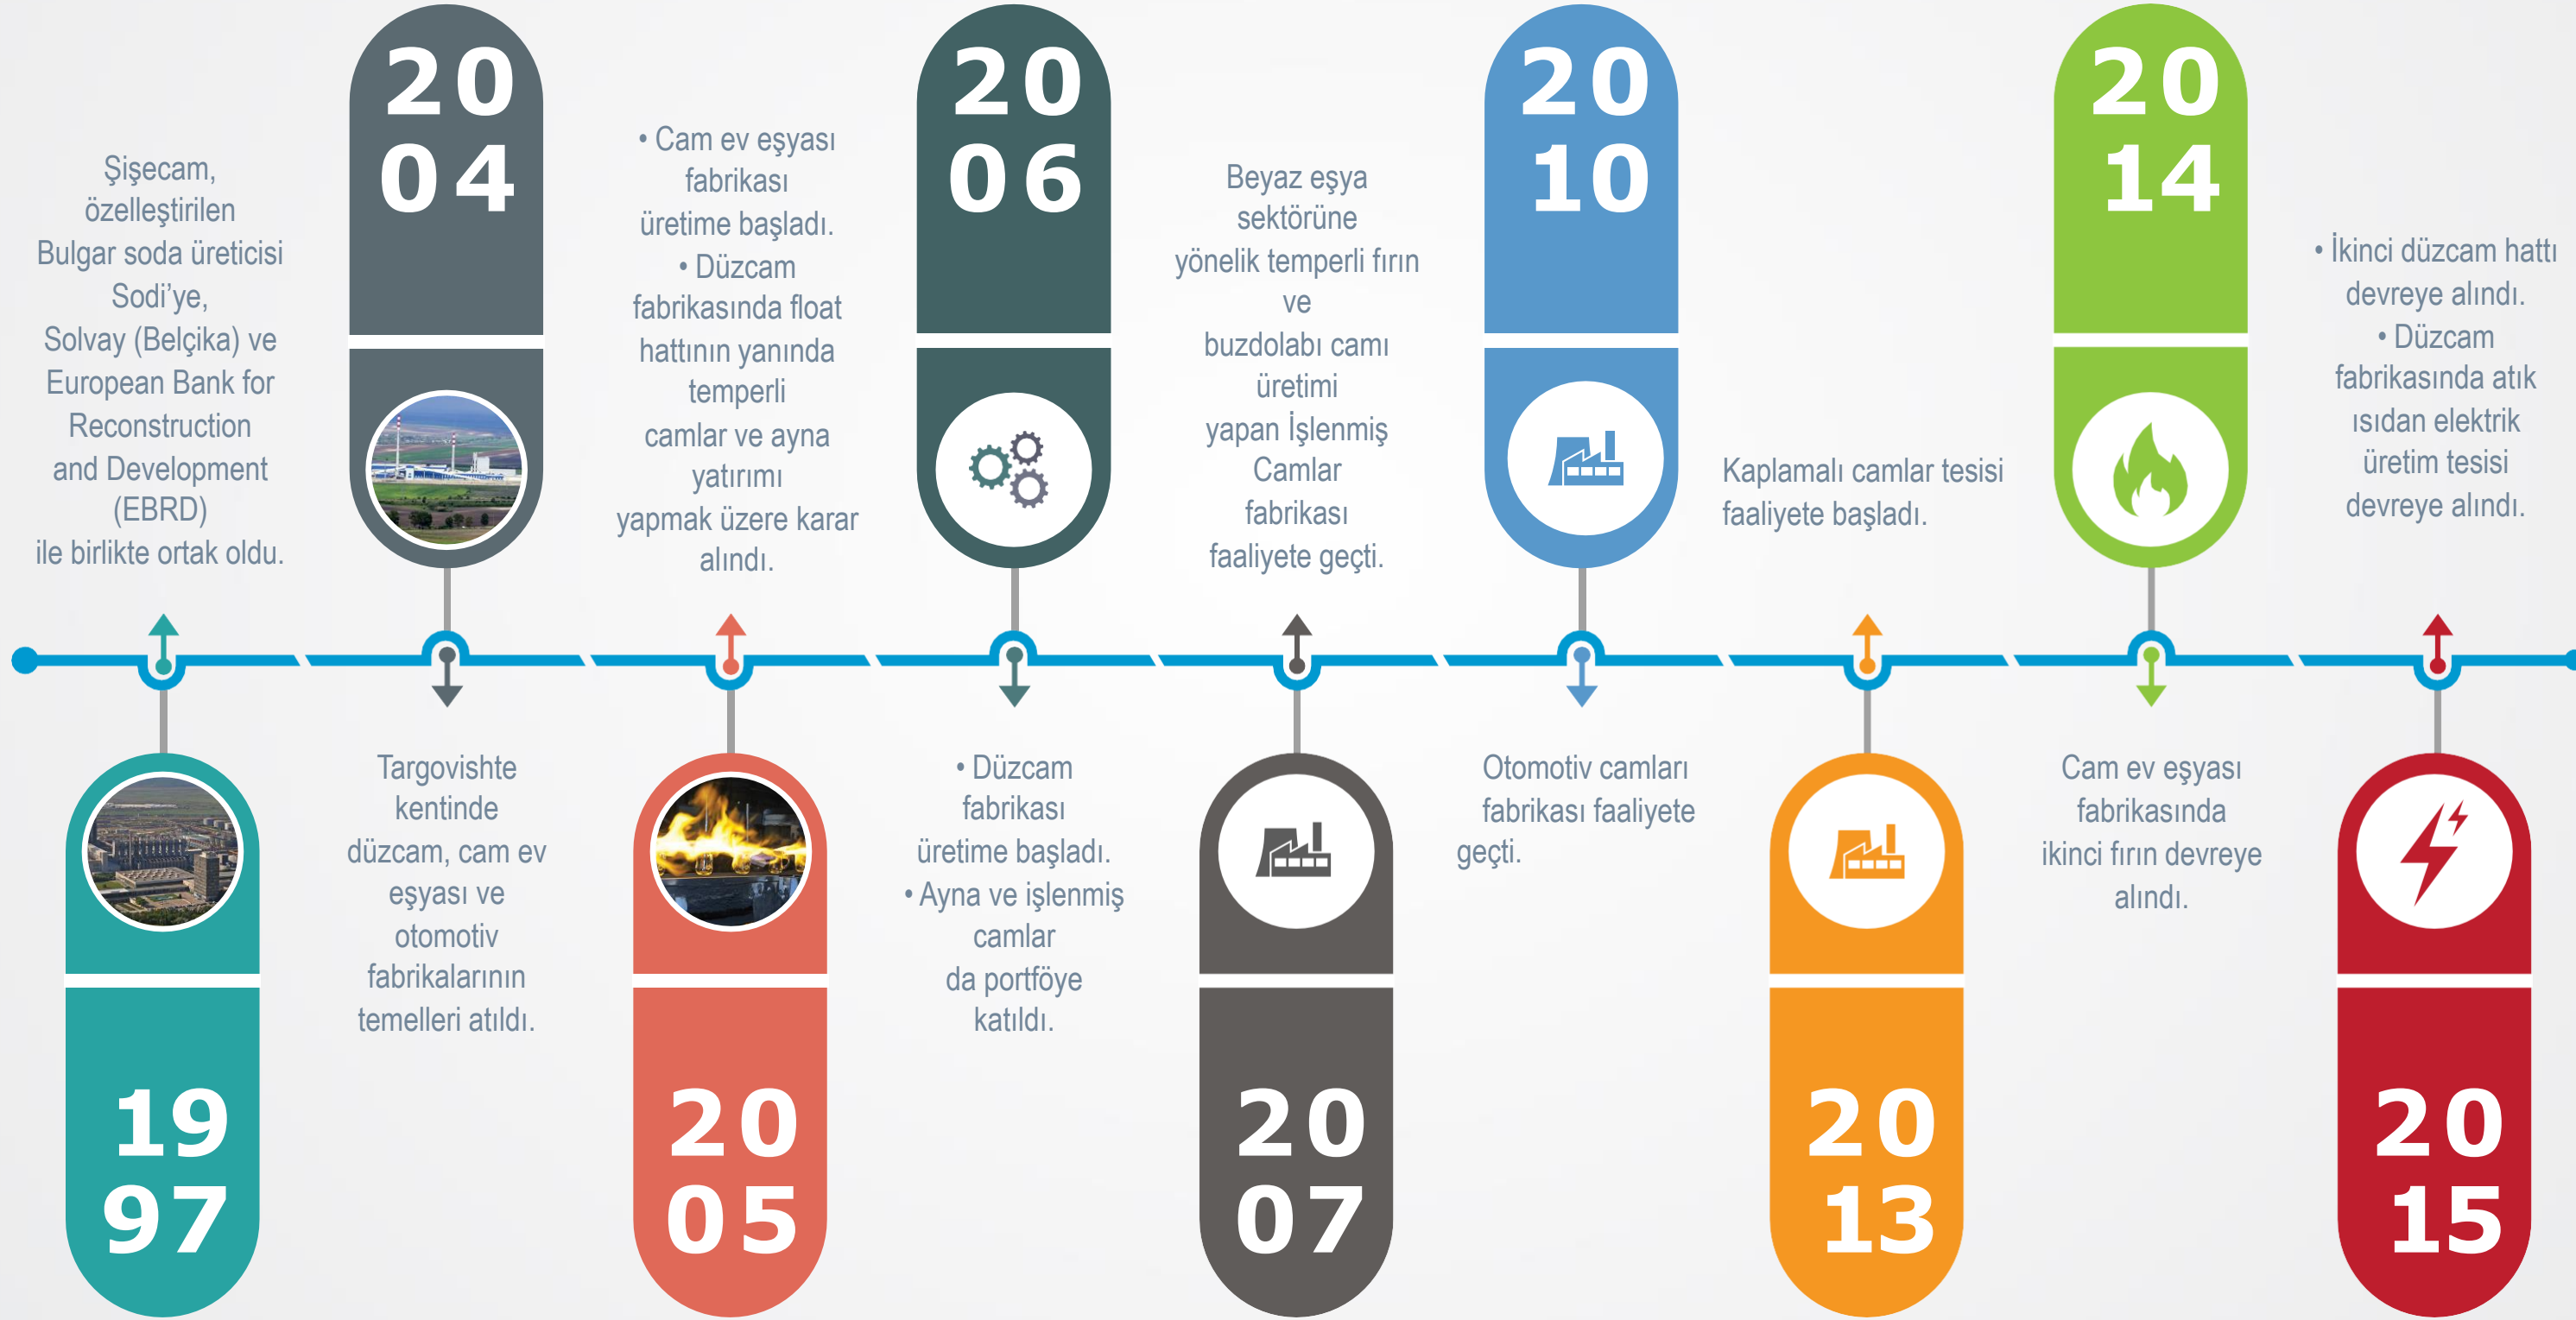 Şişecam,
özelleştirilen
Bulgar soda üreticisi
Sodi’ye,
Solvay (Belçika) ve
European Bank for
Reconstruction
and Development
(EBRD)
ile birlikte ortak oldu.
19
97
20
04
Targovishte
kentinde
düzcam, cam ev
eşyası ve
otomotiv
fabrikalarının
temelleri atıldı.
• Cam ev eşyası
fabrikası
üretime başladı.
• Düzcam
fabrikasında float
hattının yanında
temperli
camlar ve ayna
yatırımı
yapmak üzere karar
alındı.
20
05
20
06
• Düzcam
fabrikası
üretime başladı.
• Ayna ve işlenmiş
camlar
da portföye
katıldı.
Beyaz eşya
sektörüne
yönelik temperli fırın
ve
buzdolabı camı
üretimi
yapan İşlenmiş
Camlar
fabrikası
faaliyete geçti.
20
07
20
10
Otomotiv camları
fabrikası faaliyete
geçti.
Kaplamalı camlar tesisi
faaliyete başladı.
20
13
20
14
Cam ev eşyası
fabrikasında
ikinci fırın devreye
alındı.
• İkinci düzcam hattı
devreye alındı.
• Düzcam
fabrikasında atık
ısıdan elektrik
üretim tesisi
devreye alındı.
20
15